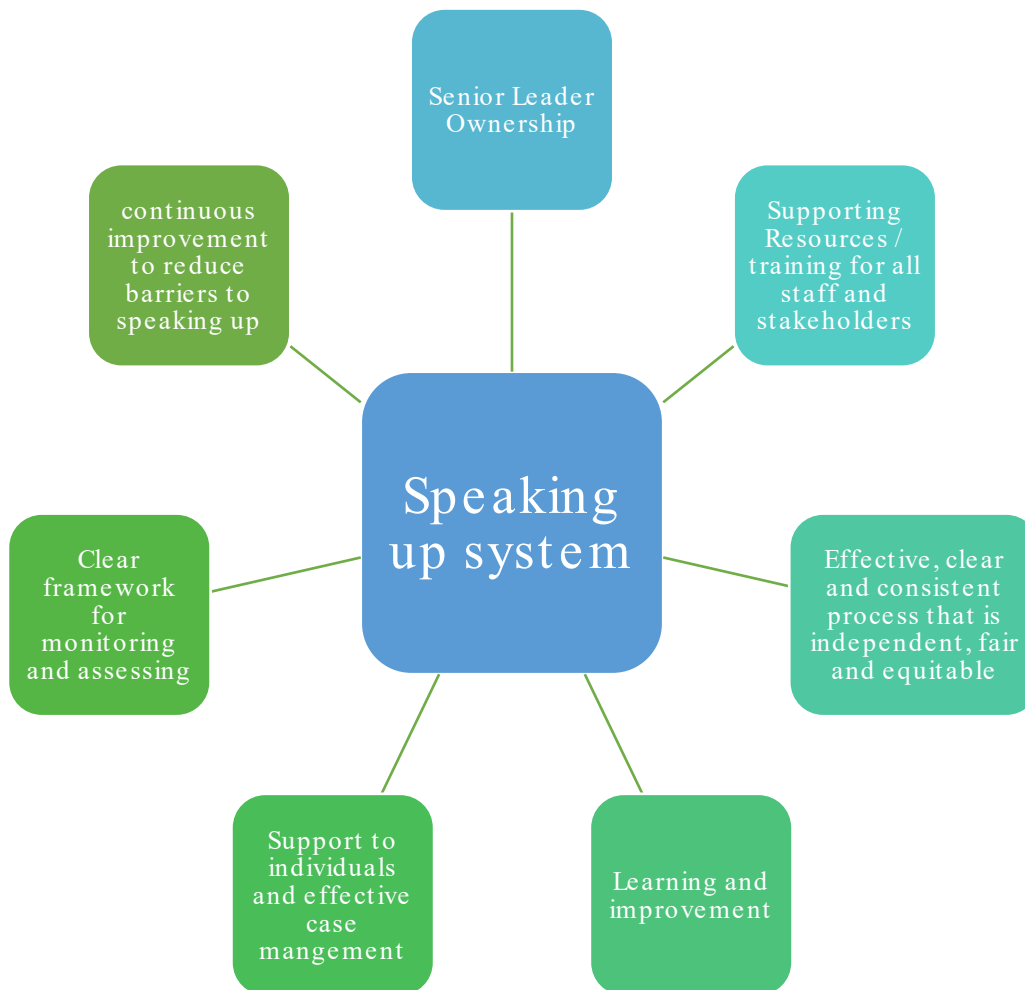 Senior Leader
Ownership
Supporting
Resources /
training for all
staff and
stakeholders
Effective, clear
and consistent
process that is
independent, fair
and equitable
Learning and
improvement
Support to
individuals
and effective
case
mangement
Clear
framework
for
monitoring
and assessing
continuous
improvement
to reduce
barriers to
speaking up
Speaking
up system